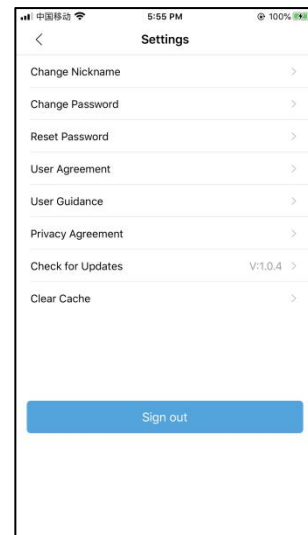 中国移动 5:55 PM 100%
Settings
Change Nickname
Change Password
Reset Password
User Agreement
User Guidance
Privacy Agreement
Check for Updates V:1.0.4
Clear Cache
Sign out